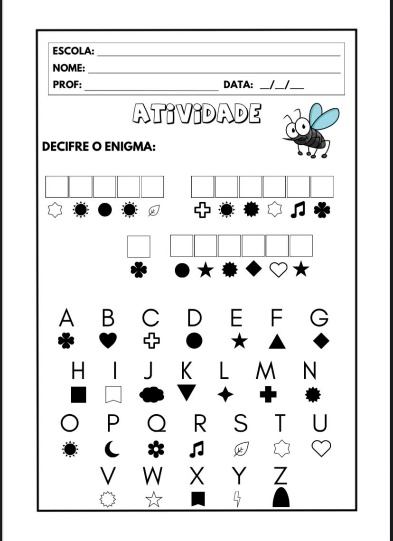 ESCOLA:
NOME:
PROF: DATA: __/__/__
ATIVIDADE
DECIFRE O ENIGMA:
A B C D E F G
H I J K L M N
O P Q R S T U
V W X Y Z